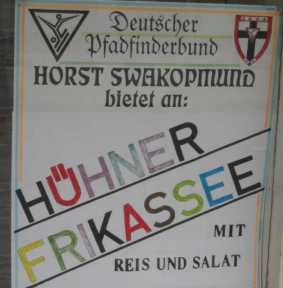 Deutscher
Pfadfinderbund
HORST SWAKOPMUND
bietet an:
HÜHNER
FRIKASSEE
MIT
REIS UND SALAT